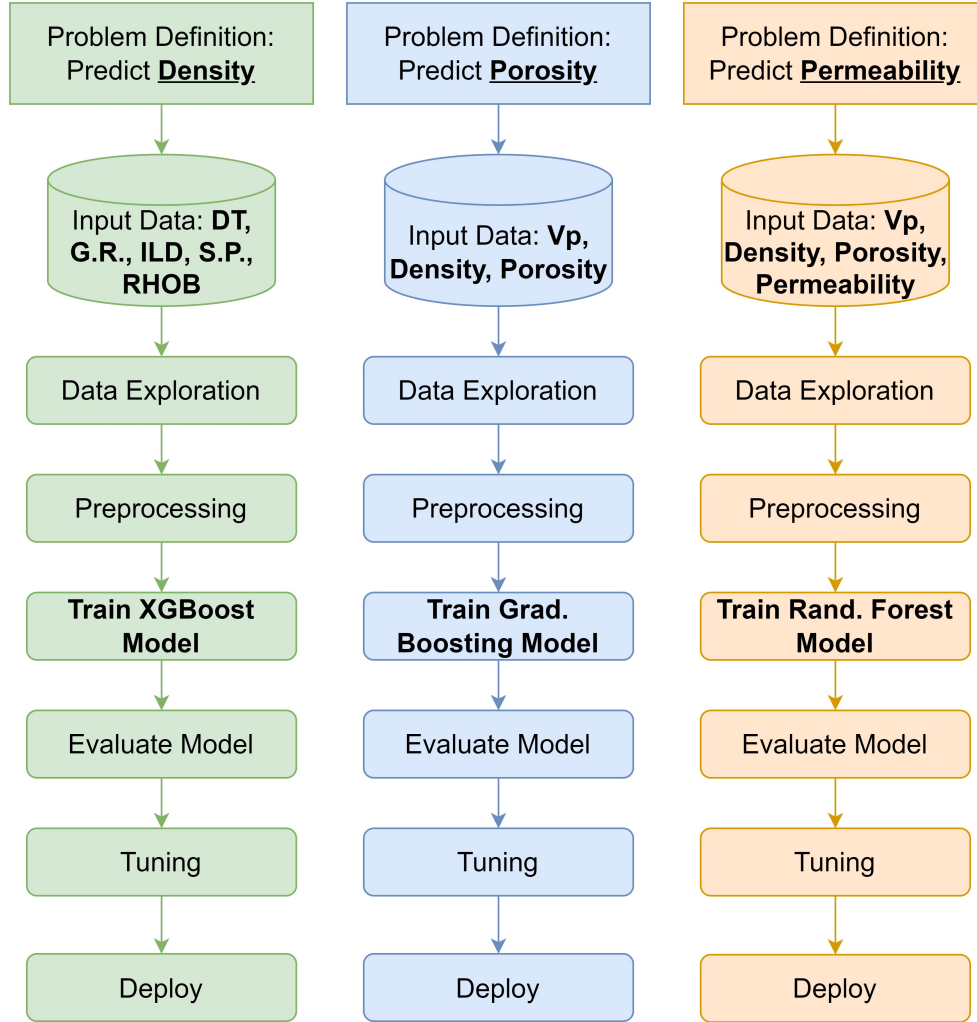 Problem Definition:
Predict Density
Input Data: DT,
G.R., ILD, S.P.,
RHOB
Data Exploration
Preprocessing
Train XGBoost
Model
Evaluate Model
Tuning
Deploy
Problem Definition:
Predict Porosity
Input Data: Vp,
Density, Porosity
Data Exploration
Preprocessing
Train Grad.
Boosting Model
Evaluate Model
Tuning
Deploy
Problem Definition:
Predict Permeability
Input Data: Vp,
Density, Porosity,
Permeability
Data Exploration
Preprocessing
Train Rand. Forest
Model
Evaluate Model
Tuning
Deploy